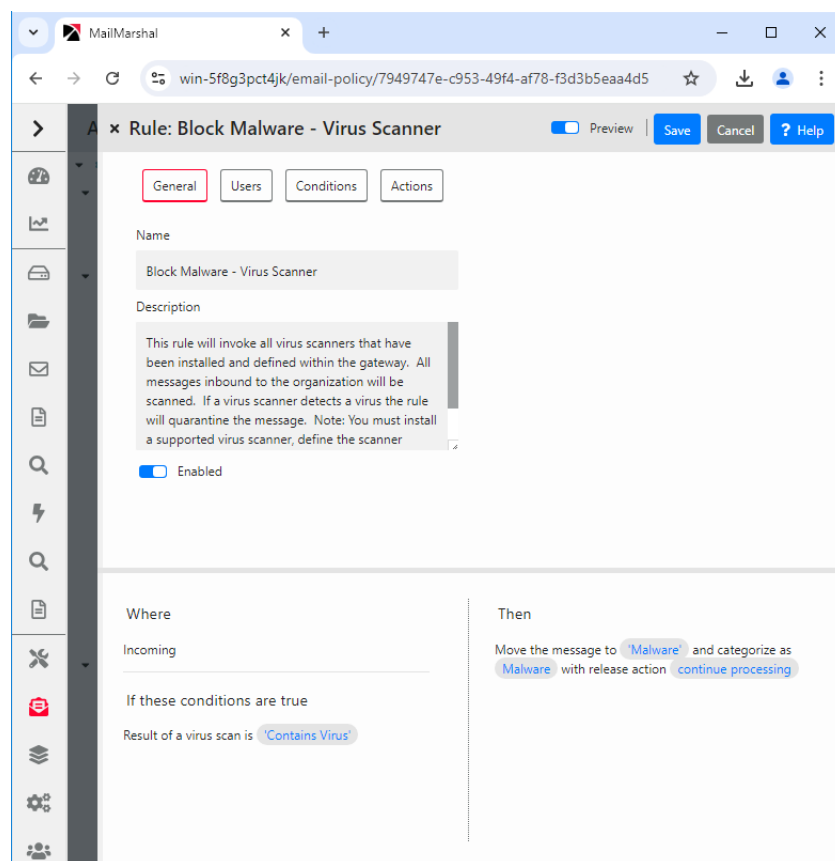 MailMarshal
win-5f8g3pct4jk/email-policy/7949747e-c953-49f4-af78-f3d3b5eaa4d5
Rule: Block Malware - Virus Scanner
Preview
Save
Cancel
? Help
General
Users
Conditions
Actions
Name
Block Malware - Virus Scanner
Description
This rule will invoke all virus scanners that have
been installed and defined within the gateway. All
messages inbound to the organization will be
scanned. If a virus scanner detects a virus the rule
will quarantine the message. Note: You must install
a supported virus scanner, define the scanner
Enabled
Where
Incoming
If these conditions are true
Result of a virus scan is 'Contains Virus'
Then
Move the message to 'Malware' and categorize as
Malware with release action continue processing